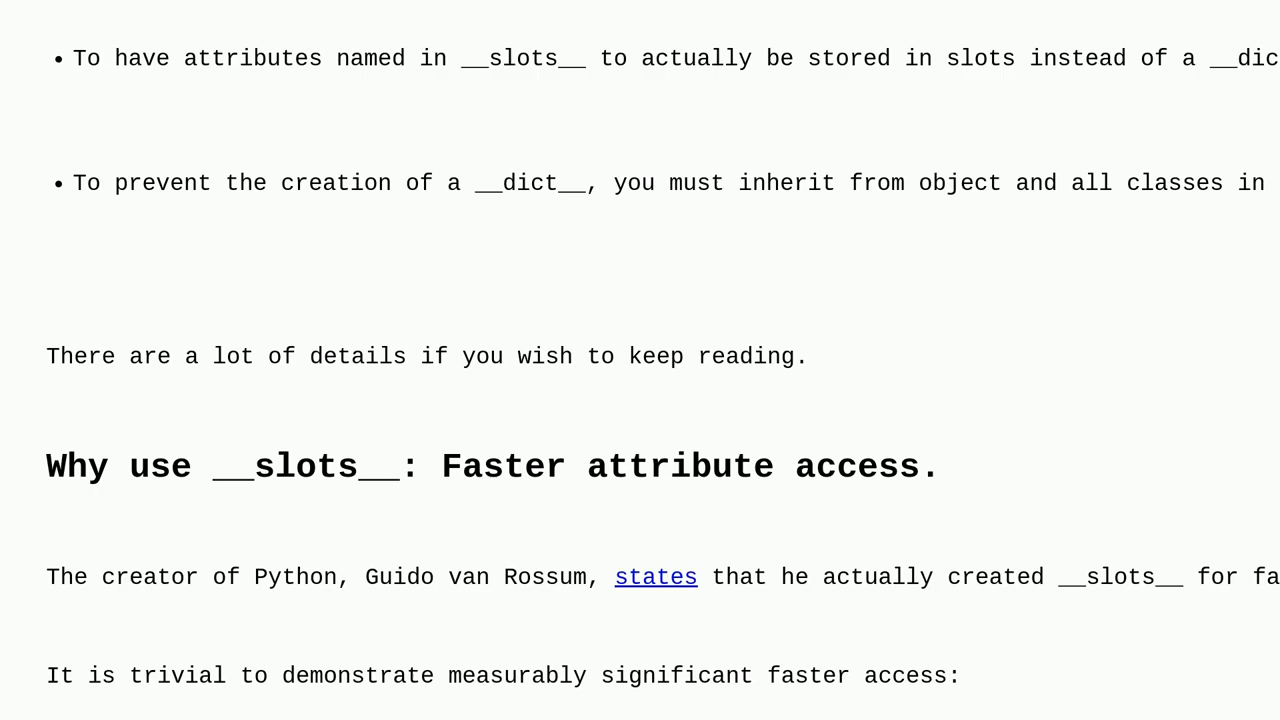 • To have attributes named in __slots__ to actually be stored in slots instead of a __dic
• To prevent the creation of a __dict__, you must inherit from object and all classes in
There are a lot of details if you wish to keep reading.
Why use __slots__: Faster attribute access.
The creator of Python, Guido van Rossum, states that he actually created __slots__ for fa
It is trivial to demonstrate measurably significant faster access: